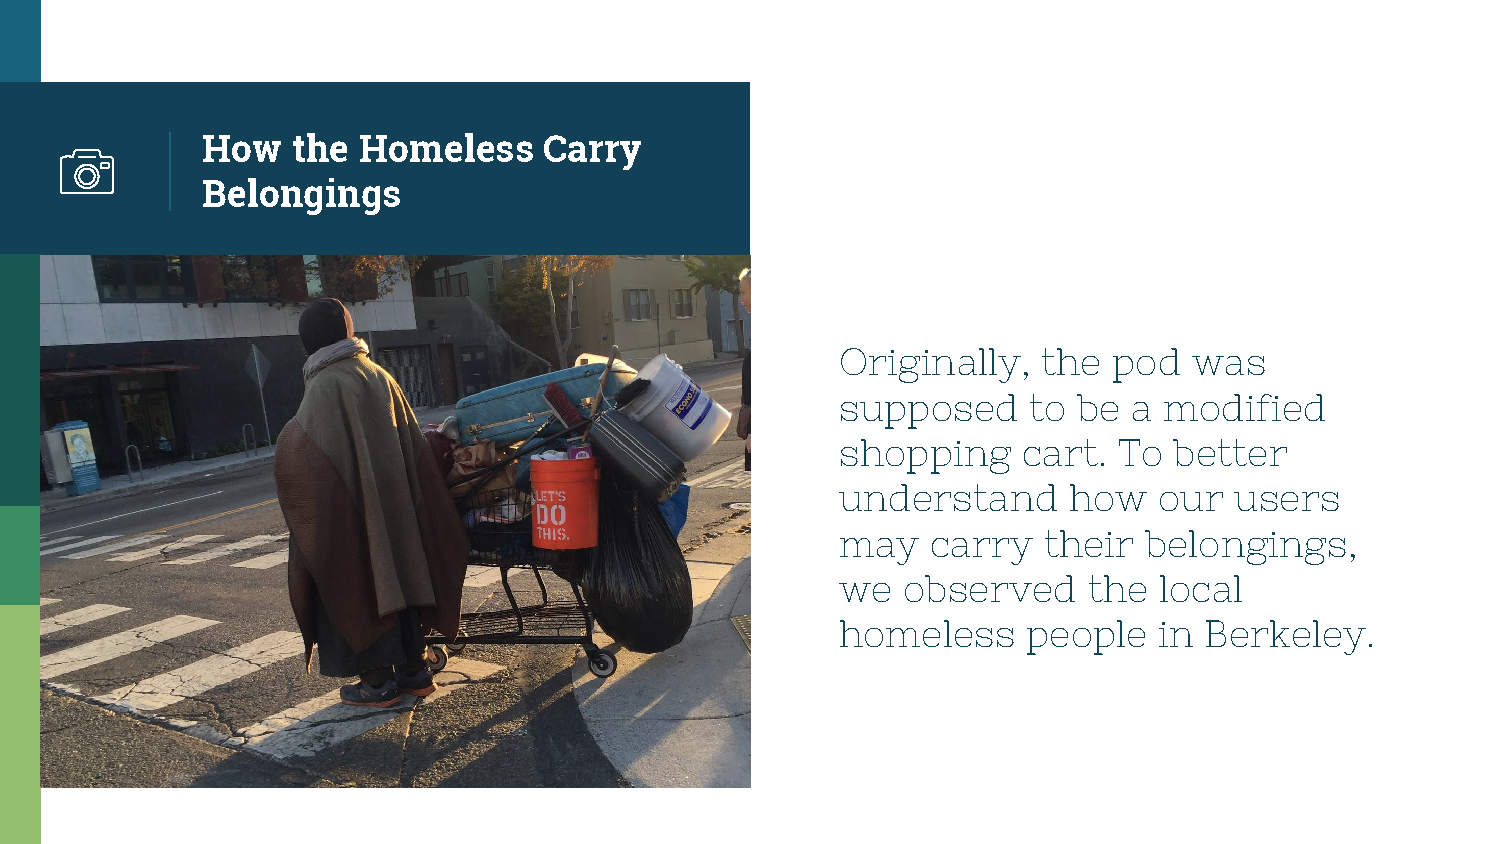 How the Homeless Carry
Belongings
LET'S
DO
THIS.
ECONO
Originally, the pod was
supposed to be a modified
shopping cart. To better
understand how our users
may carry their belongings,
we observed the local
homeless people in Berkeley.